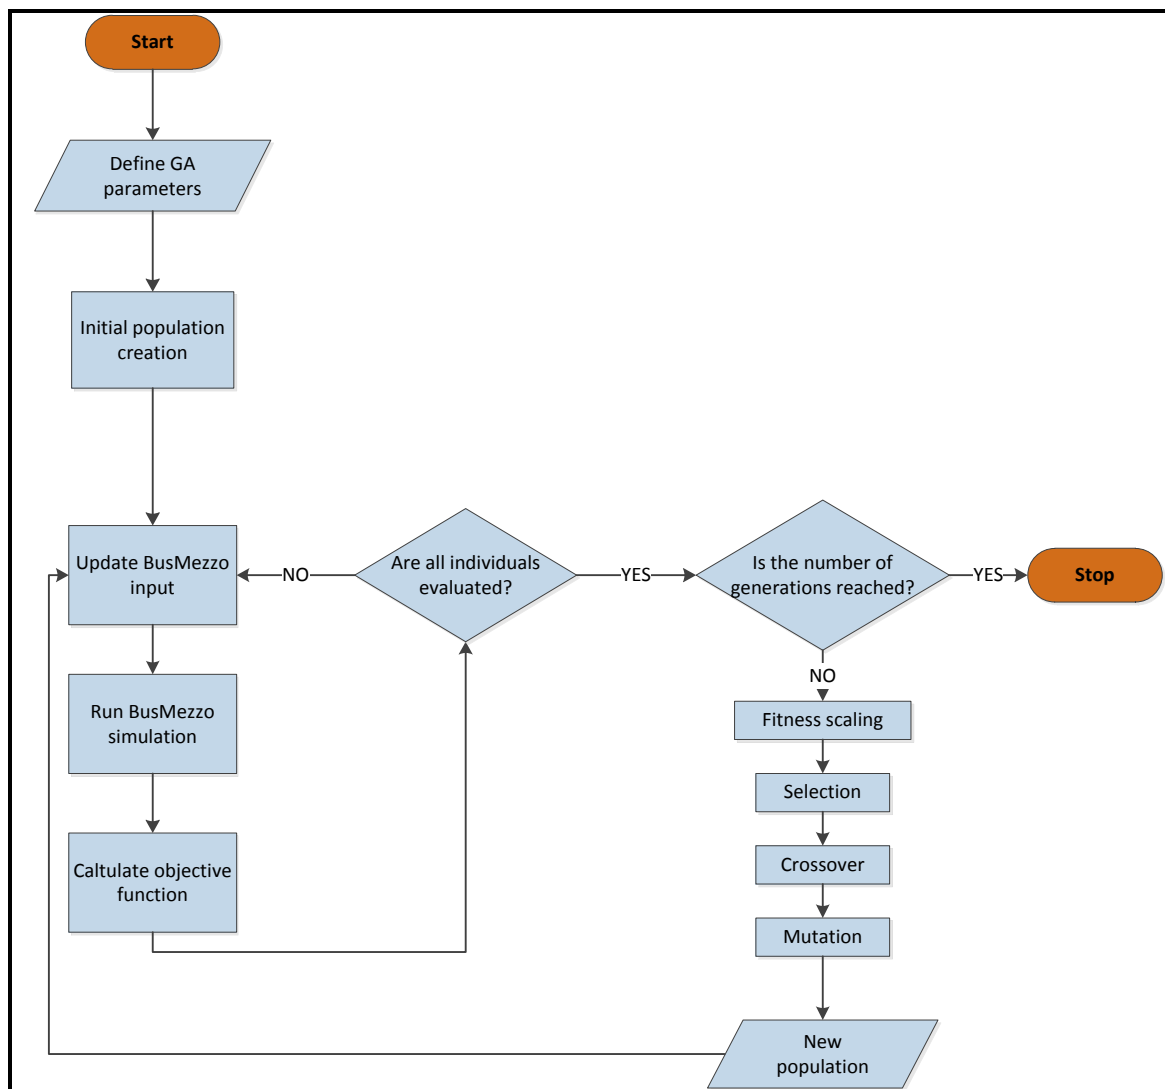 Start
Define GA
parameters
Initial population
creation
Update BusMezzo
input
NO
Are all individuals
evaluated?
YES
Is the number of
generations reached?
YES
Stop
NO
Run BusMezzo
simulation
Fitness scaling
Selection
Caltulate objective
function
Crossover
Mutation
New
population